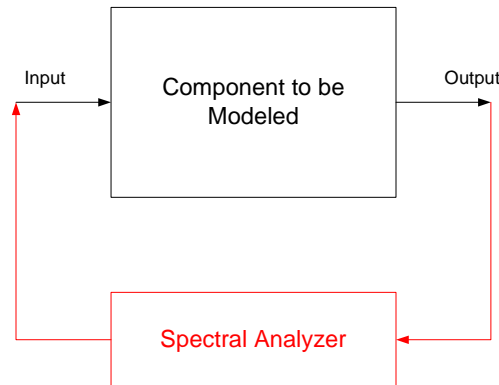 Input
Component to be
Modeled
Output
Spectral Analyzer